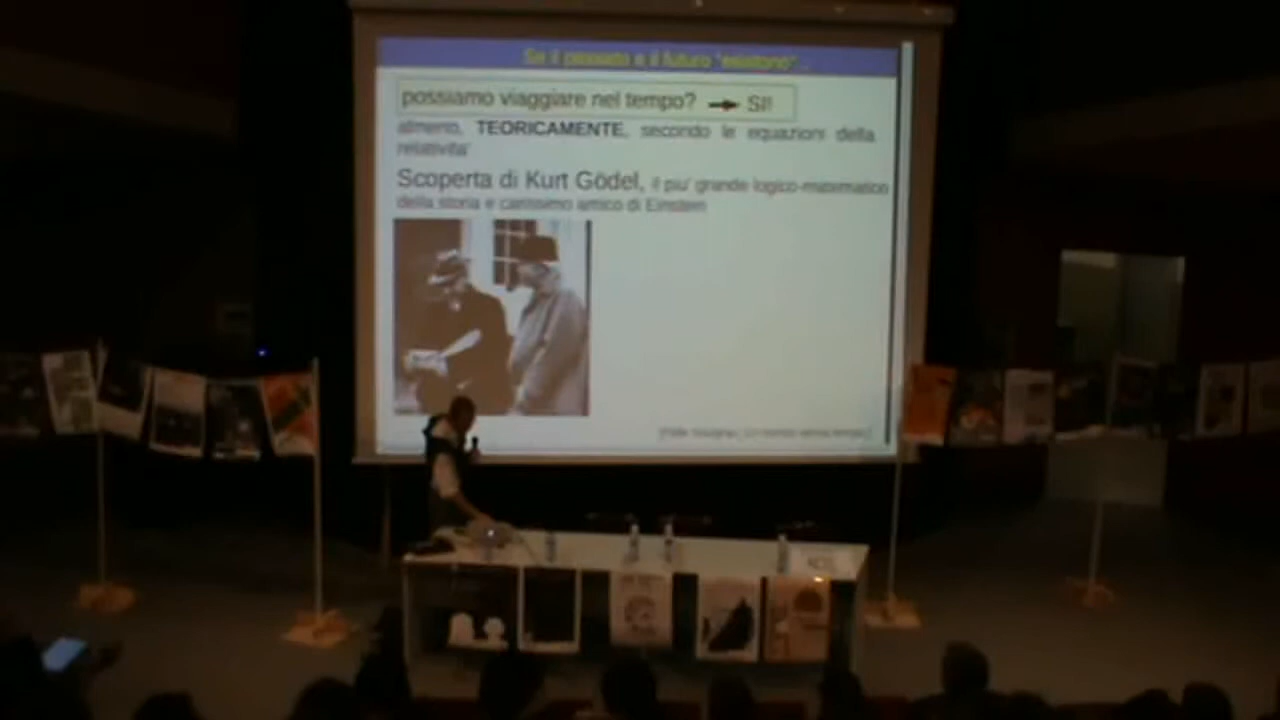 Se il passato e il futuro "esistono"...
possiamo viaggiare nel tempo? → SI!
almeno, TEORICAMENTE, secondo le equazioni della
relatività'
Scoperta di Kurt Gödel, il piu' grande logico-matematico
della storia e carissimo amico di Einstein